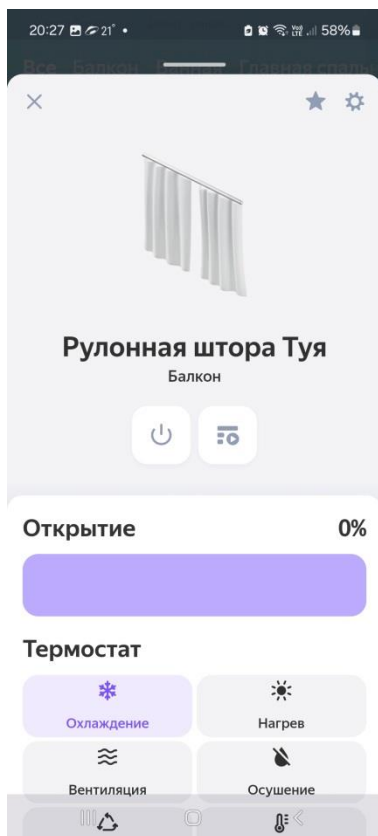 20:27 21°
58%
Все Балкон Ванная Главная спальн
Рулонная штора Туя
Балкон
Открытие 0%
Термостат
Охлаждение Нагрев
Вентиляция Осушение